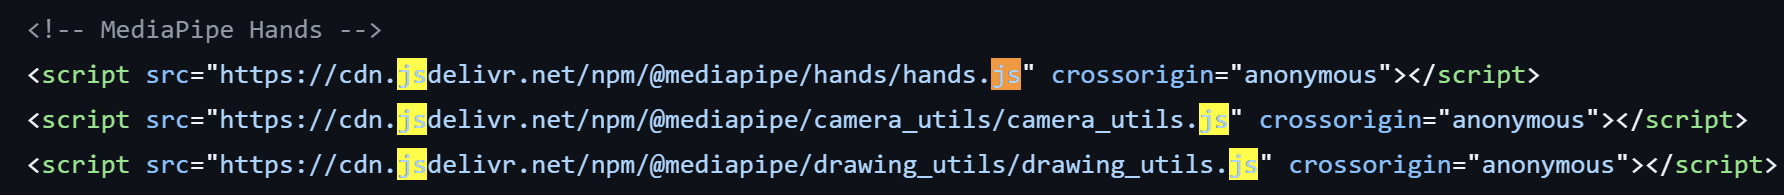 <!-- MediaPipe Hands -->
<script src="https://cdn.jsdelivr.net/npm/@mediapipe/hands/hands.js" crossorigin="anonymous"></script>
<script src="https://cdn.jsdelivr.net/npm/@mediapipe/camera_utils/camera_utils.js" crossorigin="anonymous"></script>
<script src="https://cdn.jsdelivr.net/npm/@mediapipe/drawing_utils/drawing_utils.js" crossorigin="anonymous"></script>